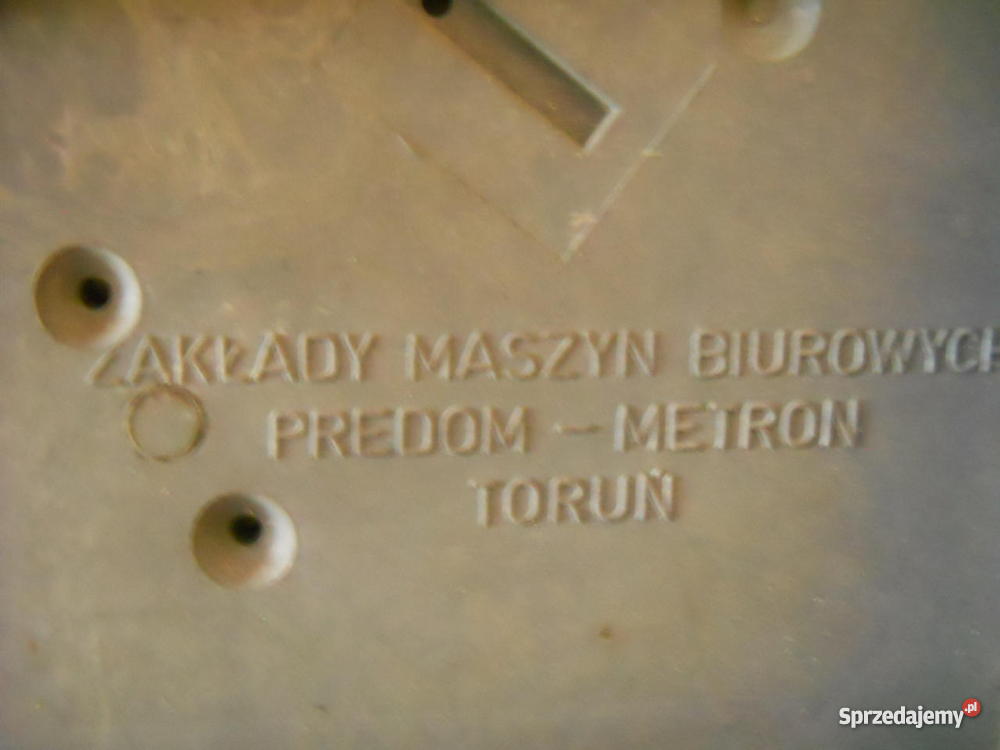 ZAKŁADY MASZYN BIUROWYCH
PREDOM – METRON
TORUŃ
Sprzedajemy.pl